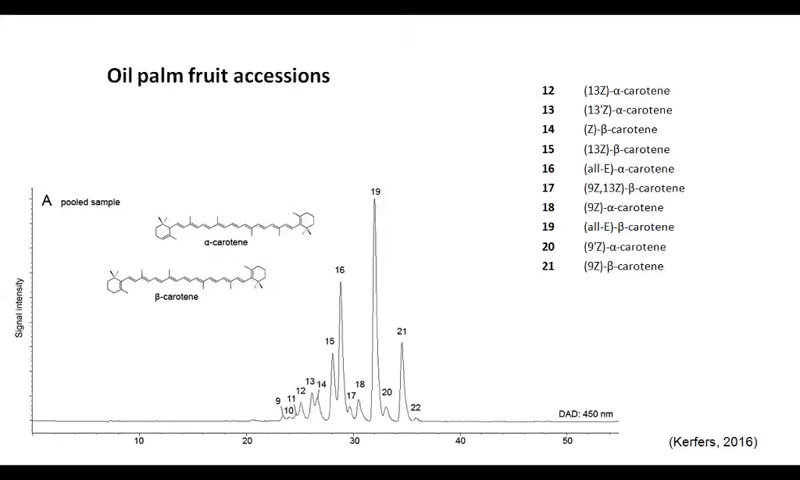 Oil palm fruit accessions
12 (13Z)-α-carotene
13 (13'Z)-α-carotene
14 (Z)-β-carotene
15 (13Z)-β-carotene
16 (all-E)-α-carotene
17 (9Z,13Z)-β-carotene
18 (9Z)-α-carotene
19 (all-E)-β-carotene
20 (9'Z)-α-carotene
21 (9Z)-β-carotene
A pooled sample
α-carotene
β-carotene
Signal intensity
9
10
11
12
13
14
15
16
17
18
19
20
21
22
DAD: 450 nm
10 20 30 40 50
(Kerfers, 2016)